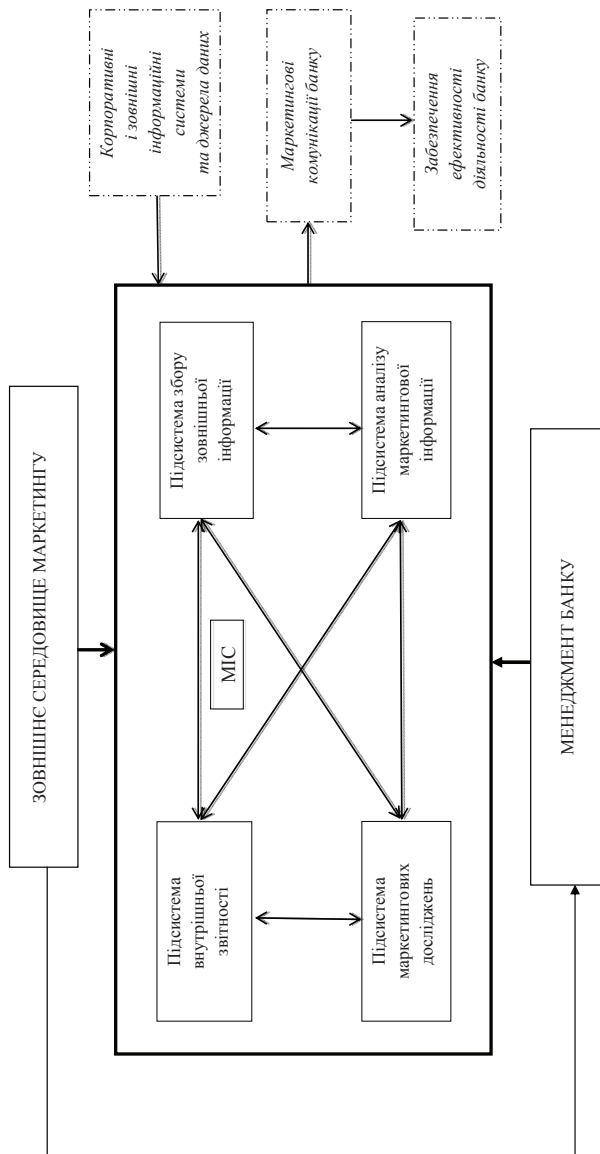 ЗОВНІШНЄ СЕРЕДОВИЩЕ МАРКЕТИНГУ
Корпоративні
і зовнішні
інформаційні
системи
та джерела даних
Підсистема
внутрішньої
звітності
Підсистема збору
зовнішньої
інформації
МІС
Маркетингові
комунікації банку
Підсистема
маркетингових
досліджень
Підсистема аналізу
маркетингової
інформації
Забезпечення
ефективності
діяльності банку
МЕНЕДЖМЕНТ БАНКУ